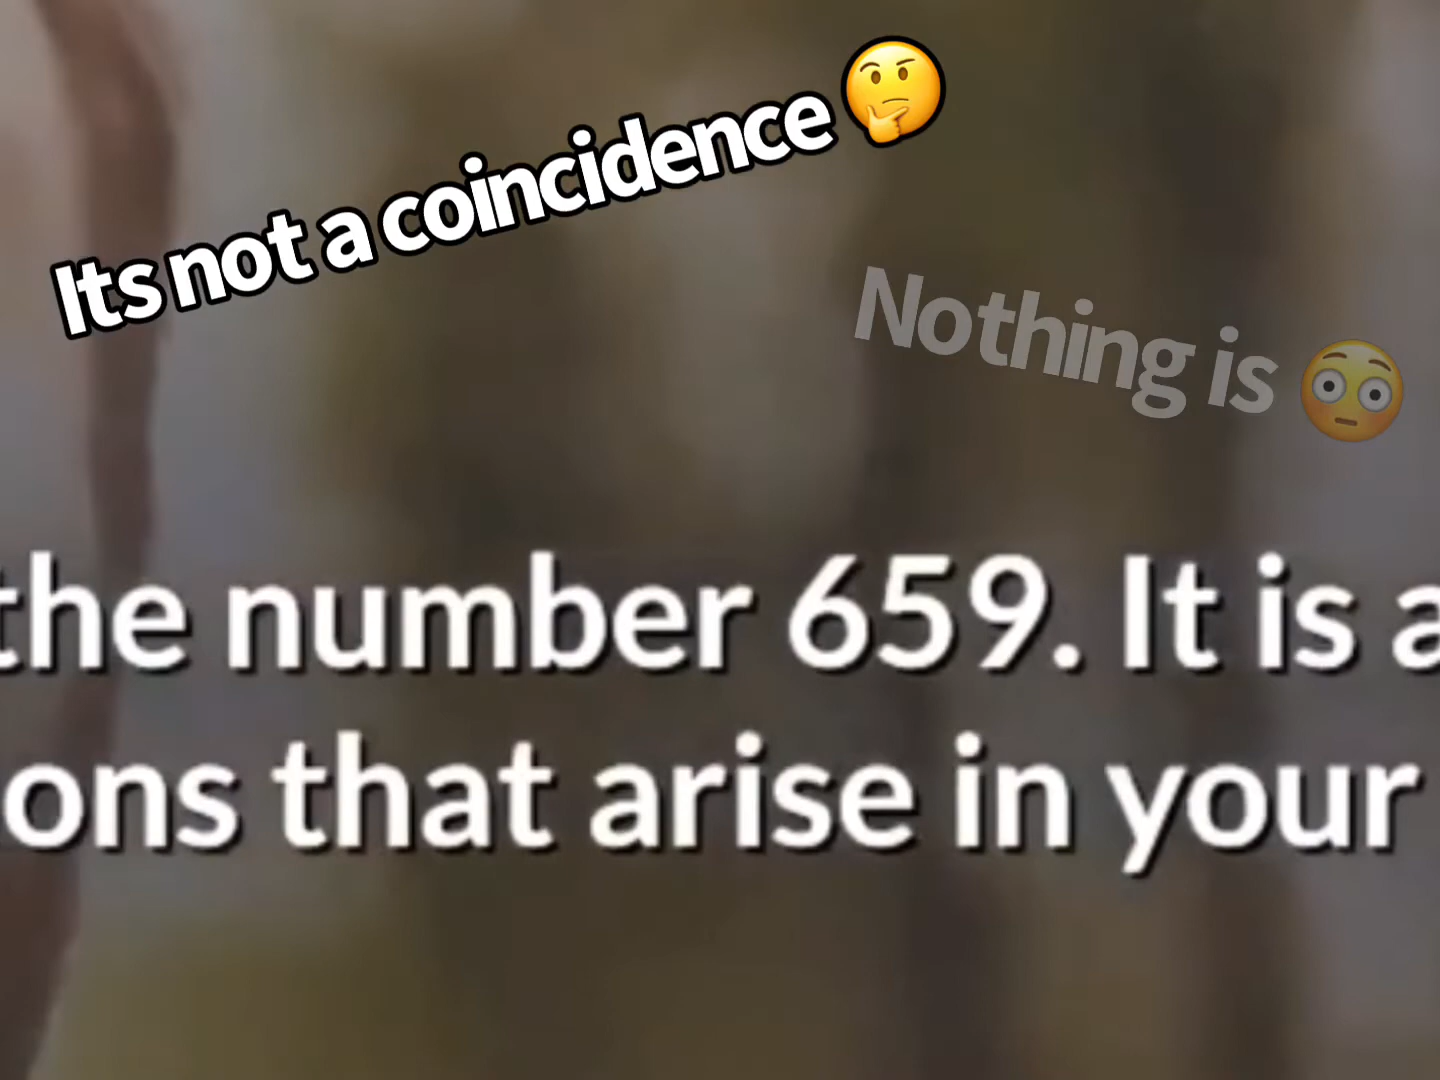 Its not a coincidence 🤔
Nothing is 😳
the number 659. It is a
ons that arise in your